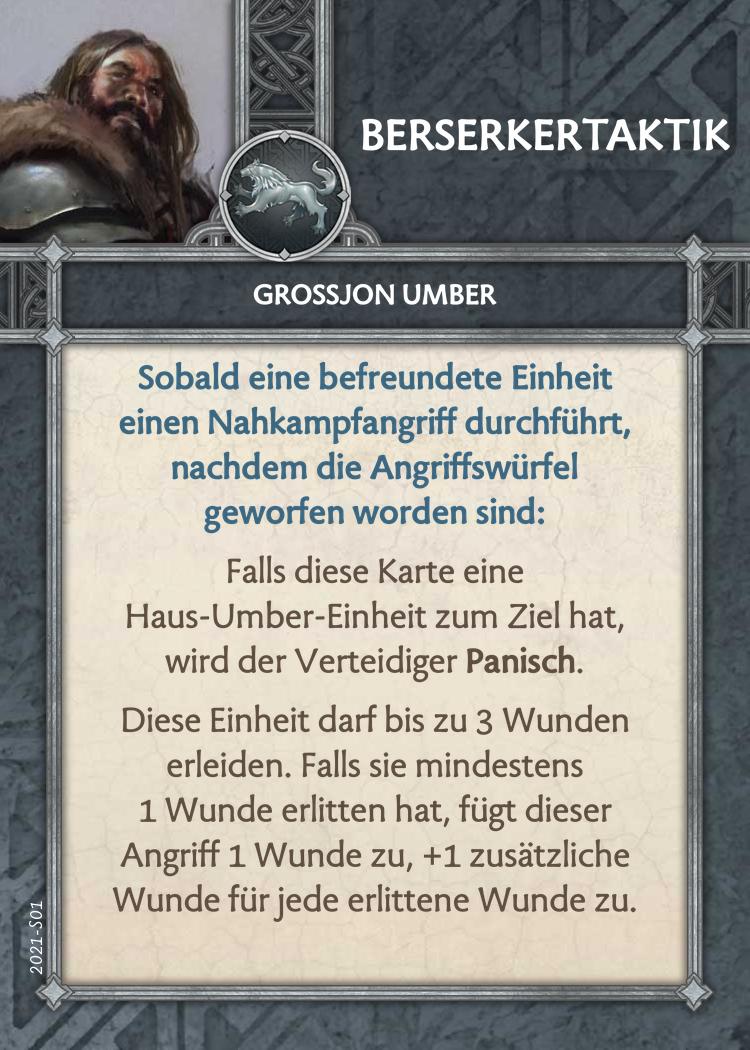 BERSERKERTAKTIK
GROSSJON UMBER
Sobald eine befreundete Einheit
einen Nahkampfangriff durchführt,
nachdem die Angriffswürfel
geworfen worden sind:
Falls diese Karte eine
Haus-Umber-Einheit zum Ziel hat,
wird der Verteidiger Panisch.
Diese Einheit darf bis zu 3 Wunden
erleiden. Falls sie mindestens
1 Wunde erlitten hat, fügt dieser
Angriff 1 Wunde zu, +1 zusätzliche
Wunde für jede erlittene Wunde zu.
2021-S01